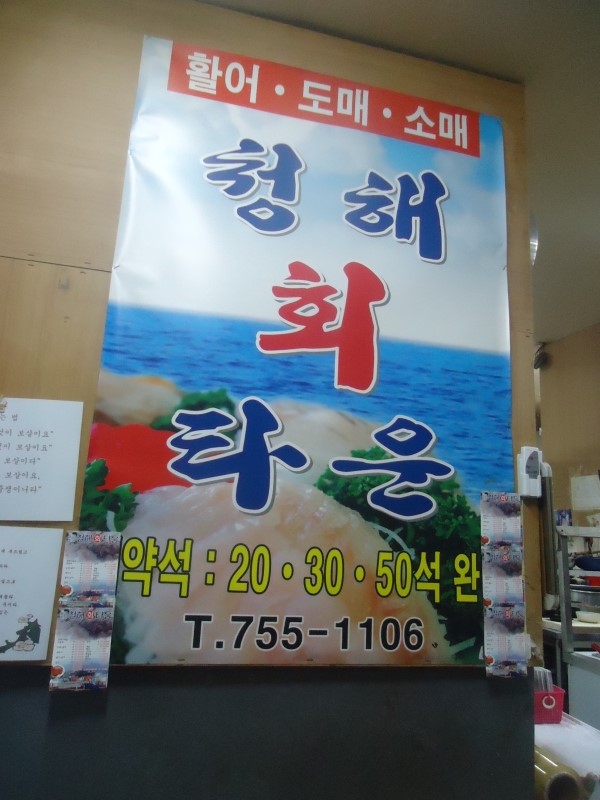 활어·도매·소매
청해
회
타운
약석 : 20·30·50석 완
T.755-1106